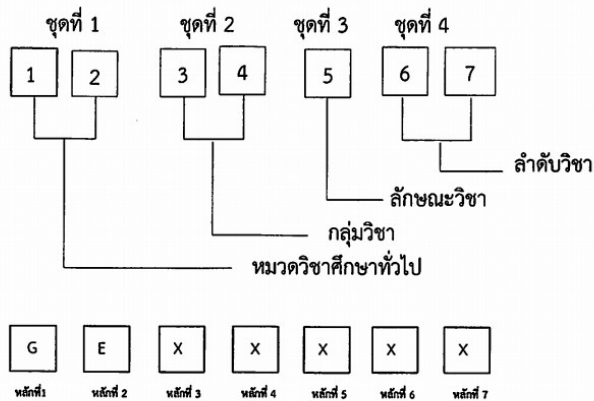 ชุดที่ 1 ชุดที่ 2 ชุดที่ 3 ชุดที่ 4
1 2 3 4 5 6 7
ลำดับวิชา
ลักษณะวิชา
กลุ่มวิชา
หมวดวิชาศึกษาทั่วไป
G E X X X X X
หลักที่1 หลักที่ 2 หลักที่ 3 หลักที่ 4 หลักที่ 5 หลักที่ 6 หลักที่ 7